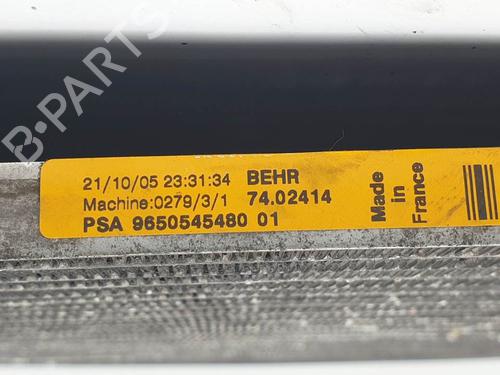 21/10/05 23:31:34 BEHR
Machine:0279/3/1 74.02414
PSA 9650545480 01
Made
in
France
B-PARTS